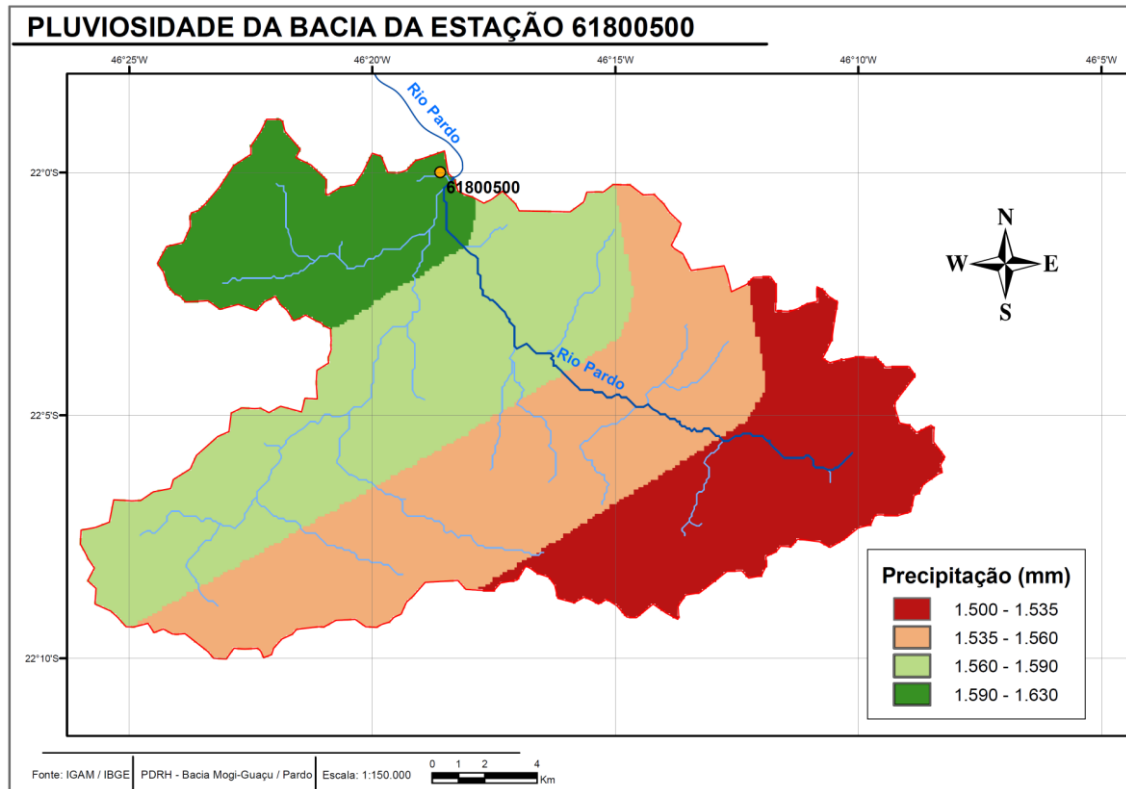 PLUVIOSIDADE DA BACIA DA ESTAÇÃO 61800500
46°25'W
46°20'W
46°15'W
46°10'W
46°5'W
Rio Pardo
22°0'S
61800500
N
W
E
S
Rio Pardo
22°5'S
Precipitação (mm)
1.500 - 1.535
1.535 - 1.560
1.560 - 1.590
1.590 - 1.630
22°10'S
Fonte: IGAM / IBGE
PDRH - Bacia Mogi-Guaçu / Pardo
Escala: 1:150.000
0 1 2 4
Km